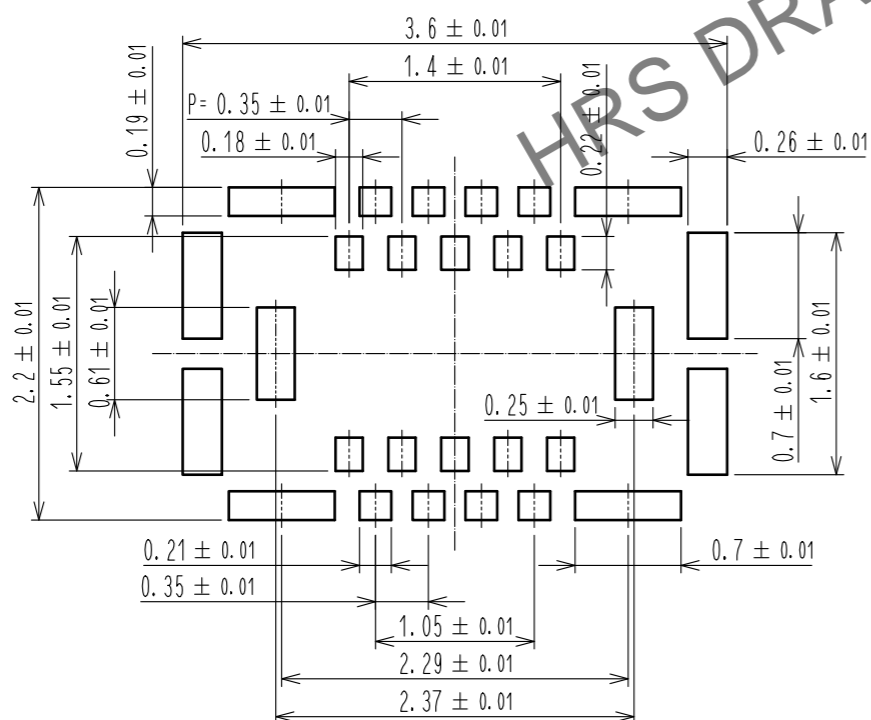 3.6 ± 0.01
1.4 ± 0.01
P= 0.35 ± 0.01
0.18 ± 0.01
0.19 ± 0.01
0.22 ± 0.01
0.26 ± 0.01
HRS DRA
2.2 ± 0.01
1.55 ± 0.01
0.61 ± 0.01
0.25 ± 0.01
0.7 ± 0.01
1.6 ± 0.01
0.21 ± 0.01
0.7 ± 0.01
0.35 ± 0.01
1.05 ± 0.01
2.29 ± 0.01
2.37 ± 0.01